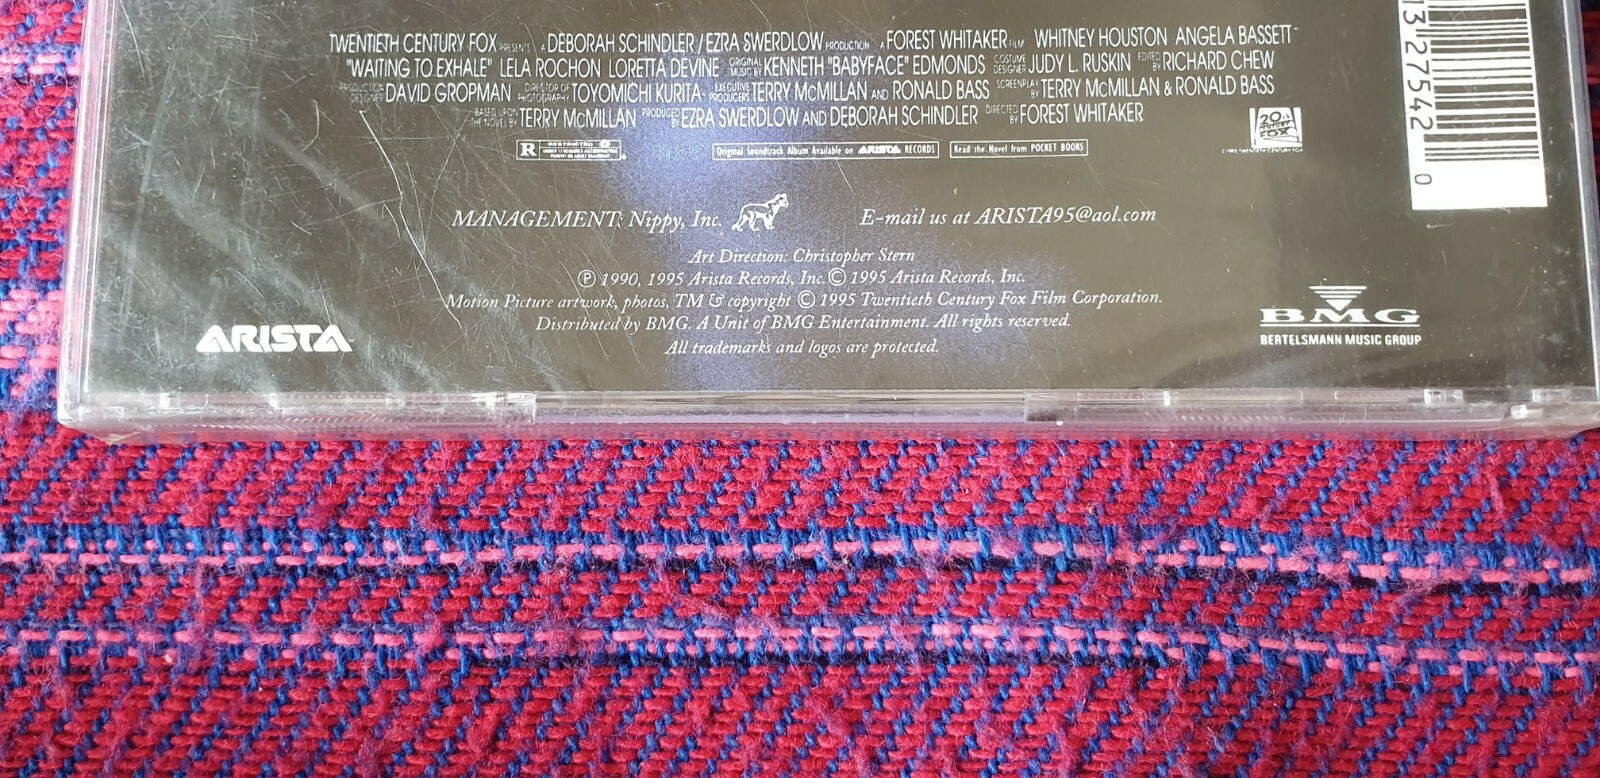 TWENTIETH CENTURY FOX PRESENTS A DEBORAH SCHINDLER / EZRA SWERDLOW PRODUCTION A FOREST WHITAKER FILM WHITNEY HOUSTON ANGELA BASSETT
"WAITING TO EXHALE" LELA ROCHON LORETTA DEVINE ORIGINAL MUSIC BY KENNETH "BABYFACE" EDMONDS COSTUME DESIGNER JUDY L. RUSKIN EDITED BY RICHARD CHEW
PRODUCTION DESIGNER DAVID GROPMAN DIRECTOR OF PHOTOGRAPHY TOYOMICHI KURITA EXECUTIVE PRODUCERS TERRY McMILLAN AND RONALD BASS SCREENPLAY BY TERRY McMILLAN & RONALD BASS
BASED UPON THE NOVEL BY TERRY McMILLAN PRODUCED BY EZRA SWERDLOW AND DEBORAH SCHINDLER DIRECTED BY FOREST WHITAKER
20th CENTURY FOX
R RESTRICTED
Original Soundtrack Album Available on ARISTA RECORDS
Read the Novel from POCKET BOOKS
13 27542 0
MANAGEMENT: Nippy, Inc. E-mail us at ARISTA95@aol.com
Art Direction: Christopher Stern
Ⓟ 1990, 1995 Arista Records, Inc. © 1995 Arista Records, Inc.
Motion Picture artwork, photos, TM & copyright © 1995 Twentieth Century Fox Film Corporation.
Distributed by BMG. A Unit of BMG Entertainment. All rights reserved.
All trademarks and logos are protected.
ARISTA
BMG
BERTELSMANN MUSIC GROUP